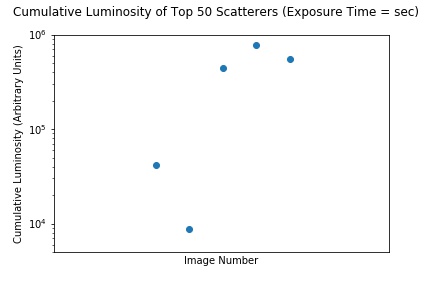 Cumulative Luminosity of Top 50 Scatterers (Exposure Time = sec)
Cumulative Luminosity (Arbitrary Units)
10⁶
10⁵
10⁴
Image Number